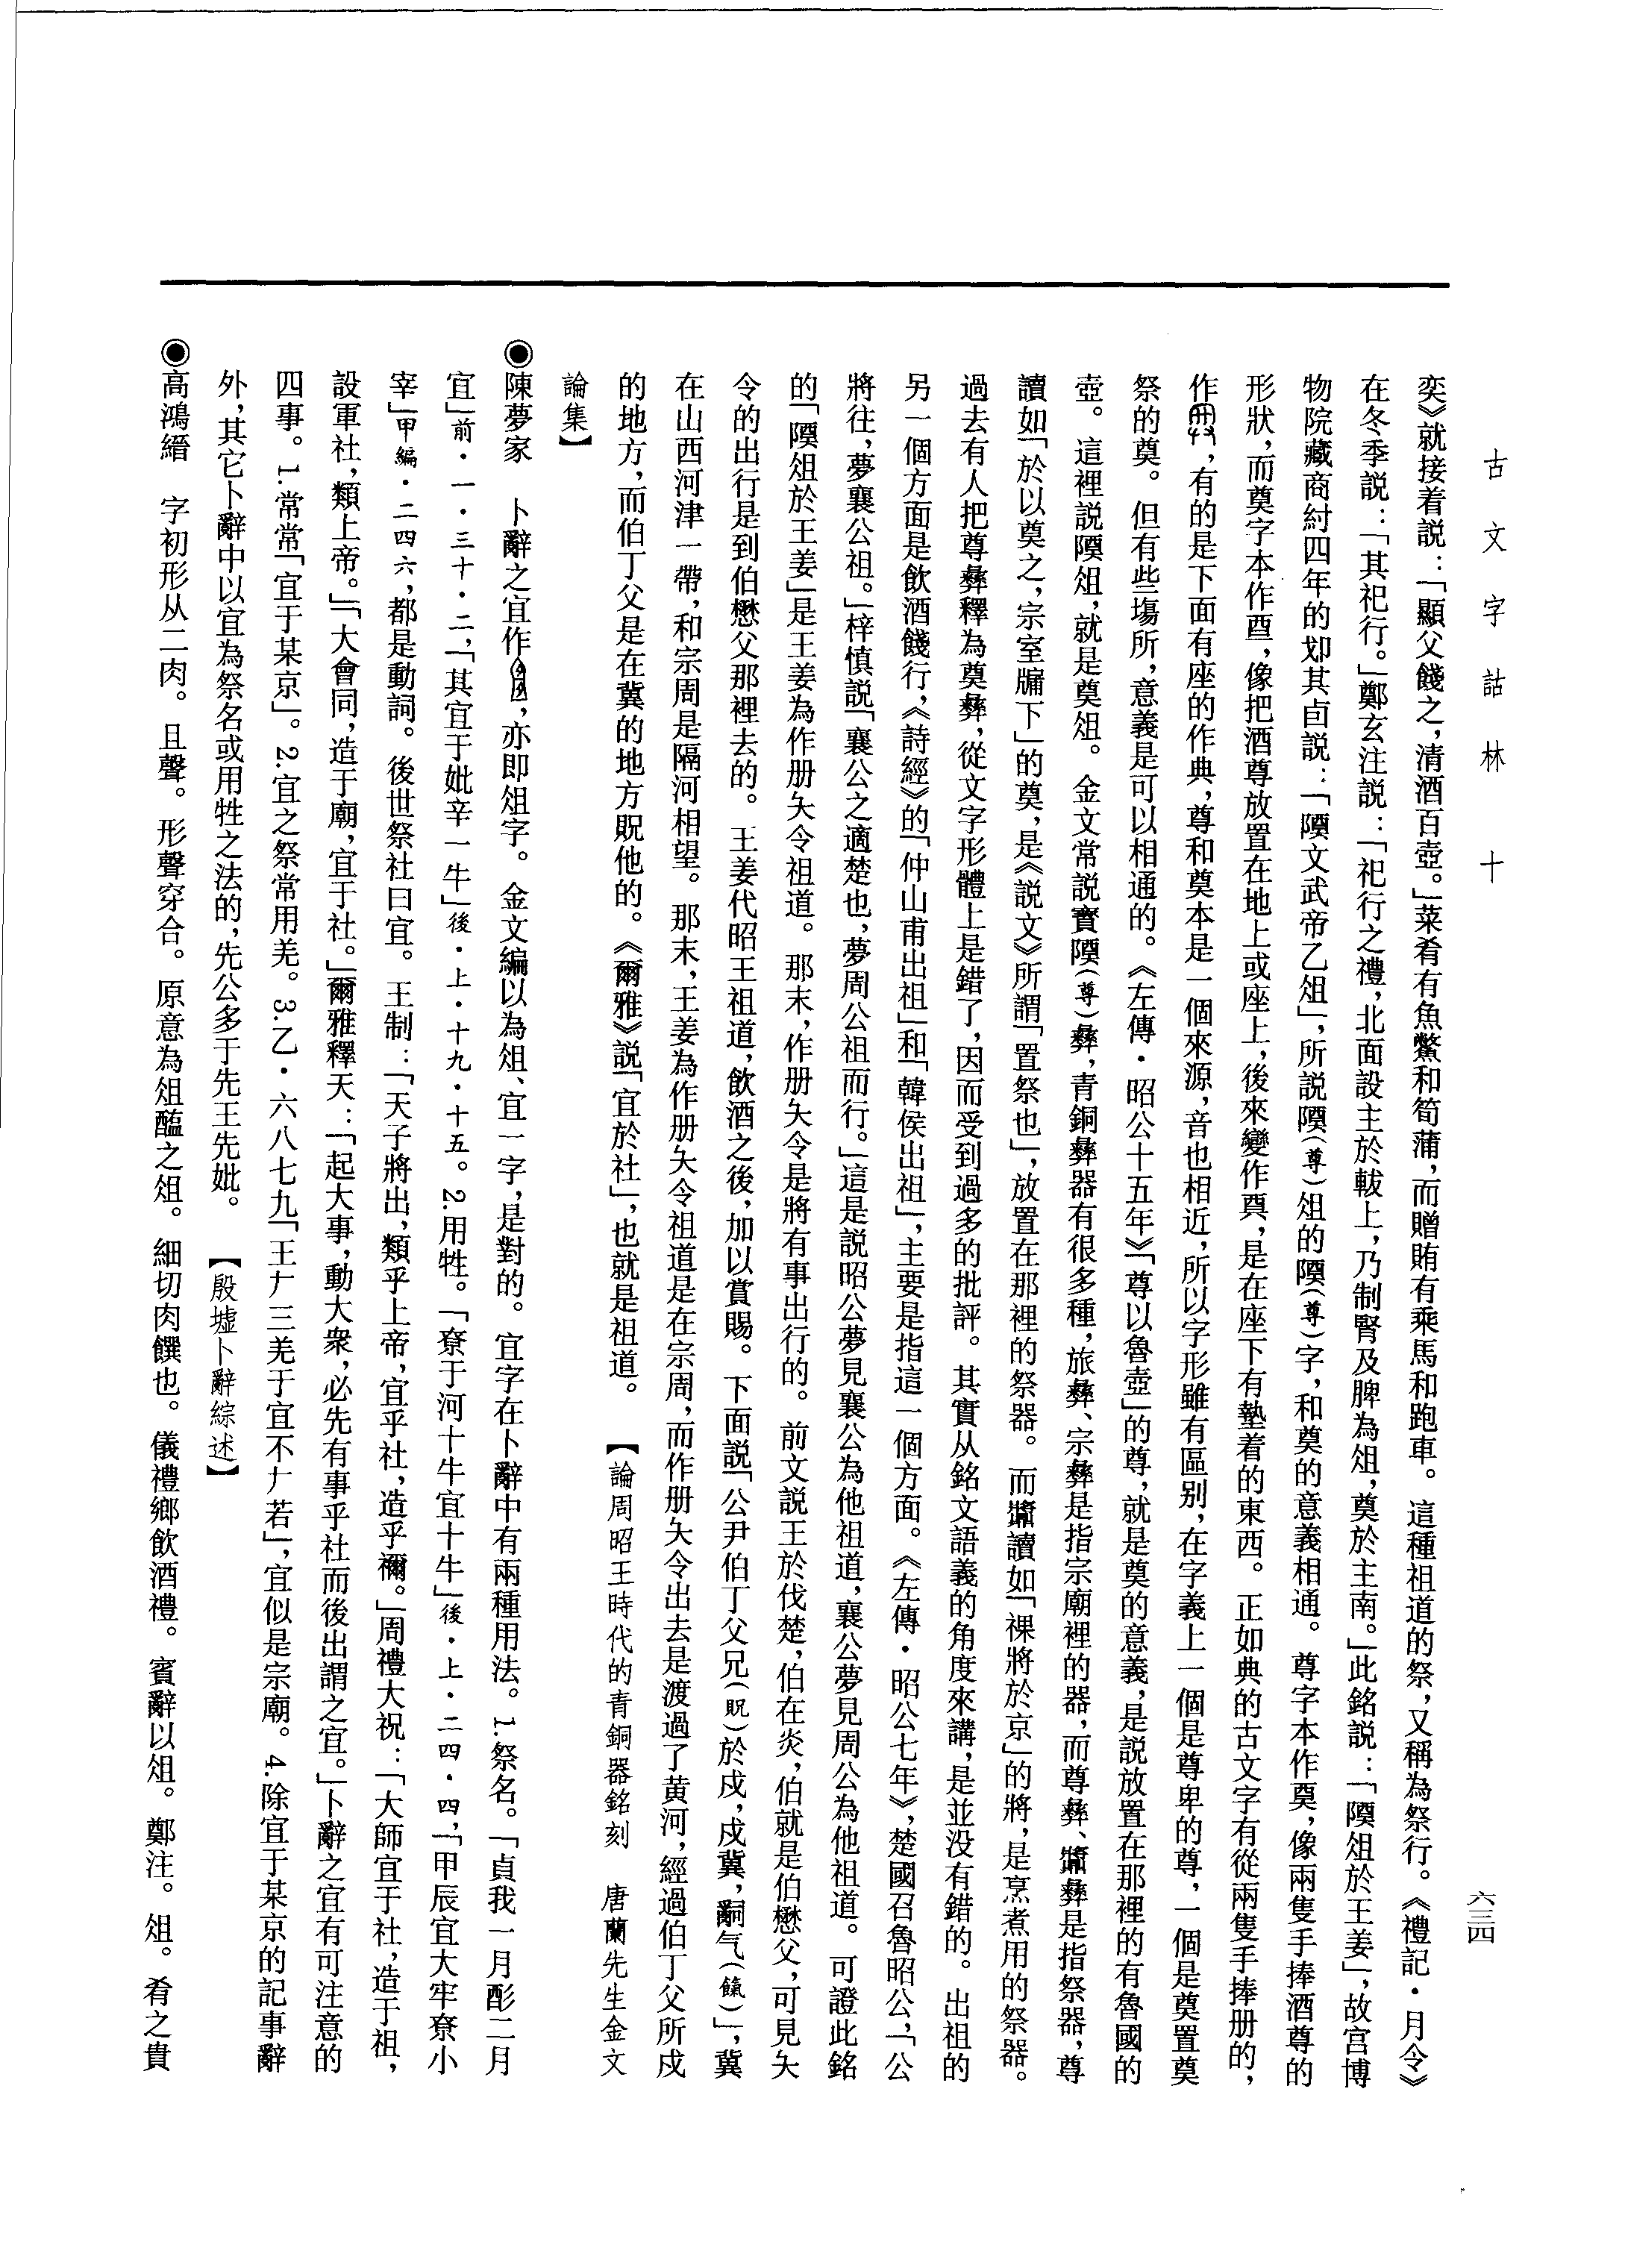 古文字詁林 十
六三四
奕》就接着説：「顯父餞之，清酒百壺。」菜肴有魚鱉和筍蒲，而贈賄有乘馬和跑車。這種祖道的祭，又稱為祭行。《禮記·月令》
在冬季説：「其祀行。」鄭玄注説：「祀行之禮，北面設主於軷上，乃制腎及脾為俎，奠於主南。」此銘説：「隩俎於王姜」，故宫博
物院藏商紂四年的𠨘其卣説：「隩文武帝乙俎」，所説隩（尊）俎的隩（尊）字，和奠的意義相通。尊字本作尊，像兩隻手捧酒尊的
形狀，而奠字本作酉，像把酒尊放置在地上或座上，後來變作奠，是在座下有墊着的東西。正如典的古文字有從兩隻手捧册的，
作，有的是下面有座的作典，尊和奠本是一個來源，音也相近，所以字形雖有區别，在字義上一個是尊卑的尊，一個是奠置奠
祭的奠。但有些場所，意義是可以相通的。《左傳·昭公十五年》「尊以魯壺」的尊，就是奠的意義，是説放置在那裡的有魯國的
壺。這裡説隩俎，就是奠俎。金文常説寶隩（尊）彝，青銅彝器有很多種，旅彝、宗彝是指宗廟裡的器，而尊彝、𩱧彝是指祭器，尊
讀如「於以奠之，宗室牖下」的奠，是《説文》所謂「置祭也」，放置在那裡的祭器。而𩱧讀如「祼將於京」的將，是烹煮用的祭器。
過去有人把尊彝釋為奠彝，從文字形體上是錯了，因而受到過多的批評。其實从銘文語義的角度來講，是並没有錯的。出祖的
另一個方面是飲酒餞行，《詩經》的「仲山甫出祖」和「韓侯出祖」，主要是指這一個方面。《左傳·昭公七年》，楚國召魯昭公，「公
將往，夢襄公祖。」梓慎説「襄公之適楚也，夢周公祖而行。」這是説昭公夢見襄公為他祖道，襄公夢見周公為他祖道。可證此銘
的「隩俎於王姜」是王姜為作册夨令祖道。那末，作册夨令是將有事出行的。前文説王於伐楚，伯在炎，伯就是伯懋父，可見夨
令的出行是到伯懋父那裡去的。王姜代昭王祖道，飲酒之後，加以賞賜。下面説「公尹伯丁父兄（貺）於戍，戍冀，嗣气（餼）」，冀
在山西河津一帶，和宗周是隔河相望。那末，王姜為作册夨令祖道是在宗周，而作册夨令出去是渡過了黄河，經過伯丁父所戍
的地方，而伯丁父是在冀的地方貺他的。《爾雅》説「宜於社」，也就是祖道。　【論周昭王時代的青銅器銘刻　唐蘭先生金文
論集】
◉陳夢家　卜辭之宜作，亦即俎字。金文編以為俎、宜一字，是對的。宜字在卜辭中有兩種用法。1.祭名。「貞我一月酌二月
宜」前·一·三十·二，「其宜于妣辛一牛」後·上·十九·十五。2.用牲。「尞于河十牛宜十牛」後·上·二四·四，「甲辰宜大牢尞小
宰」甲編·二四六，都是動詞。後世祭社曰宜。王制：「天子將出，類乎上帝，宜乎社，造乎禰。」周禮大祝：「大師宜于社，造于祖，
設軍社，類上帝。」「大會同，造于廟，宜于社。」爾雅釋天：「起大事，動大衆，必先有事乎社而後出謂之宜。」卜辭之宜有可注意的
四事。1.常常「宜于某京」。2.宜之祭常用羌。3.乙·六八七九「王𠂇三羌于宜不𠂇若」，宜似是宗廟。4.除宜于某京的記事辭
外，其它卜辭中以宜為祭名或用牲之法的，先公多于先王先妣。　【殷墟卜辭綜述】
◉高鴻縉　字初形从二肉。且聲。形聲穿合。原意為俎醢之俎。細切肉饌也。儀禮鄉飲酒禮。賓辭以俎。鄭注。俎。肴之貴